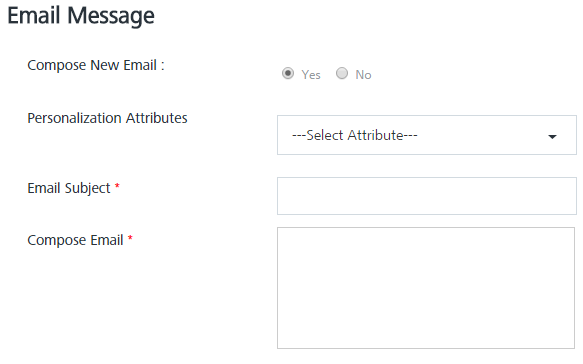 Email Message
Compose New Email :
Yes No
Personalization Attributes
---Select Attribute---
Email Subject *
Compose Email *